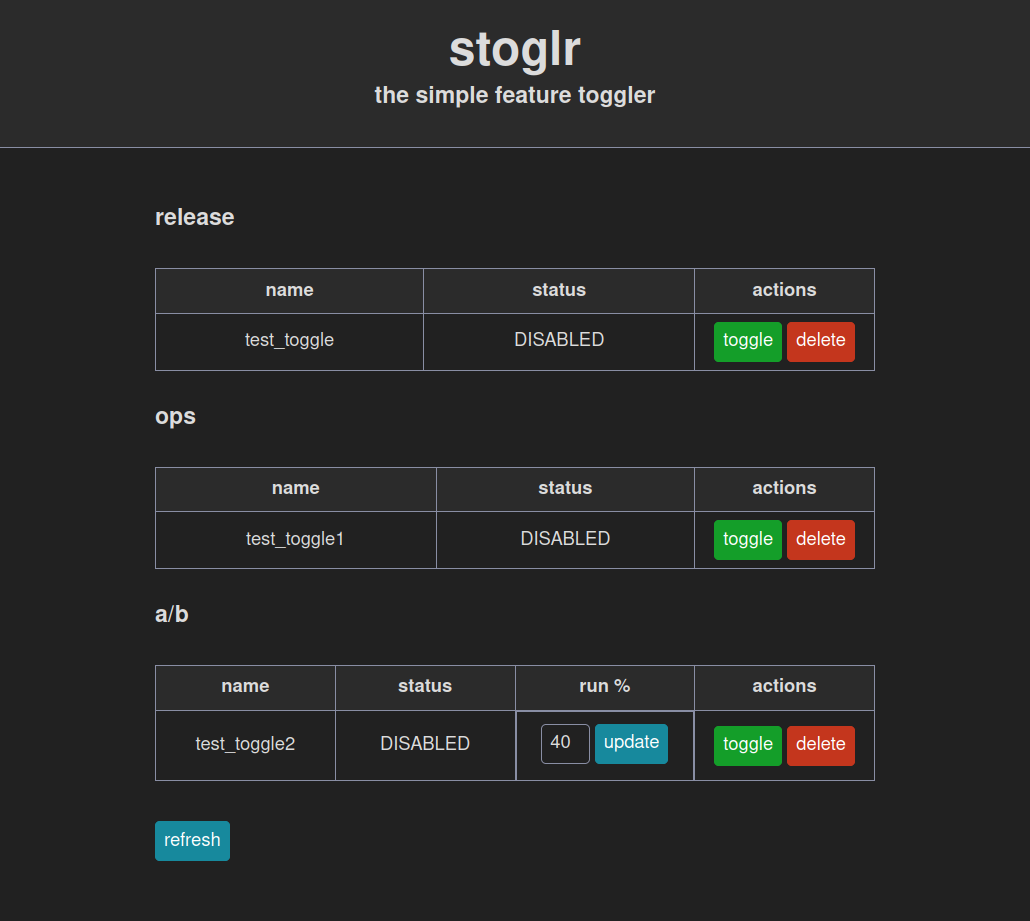 stoglr
the simple feature toggler
release
name status actions
test_toggle DISABLED toggle delete
ops
name status actions
test_toggle1 DISABLED toggle delete
a/b
name status run % actions
test_toggle2 DISABLED 40 update toggle delete
refresh